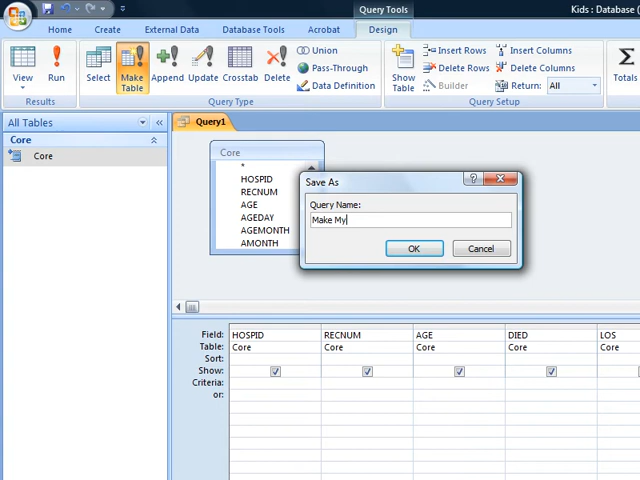 Query Tools
Kids : Database (
Home Create External Data Database Tools Acrobat Design
View
Run
Results
Select
Make Table
Append
Update
Crosstab
Delete
Union
Pass-Through
Data Definition
Query Type
Show Table
Insert Rows
Delete Rows
Builder
Insert Columns
Delete Columns
Return: All
Query Setup
Totals
All Tables
Core
Core
Query1
Core
*
HOSPID
RECNUM
AGE
AGEDAY
AGEMONTH
AMONTH
Save As
Query Name:
Make My
OK Cancel
Field: HOSPID RECNUM AGE DIED LOS
Table: Core Core Core Core Core
Sort:
Show:
Criteria:
or: